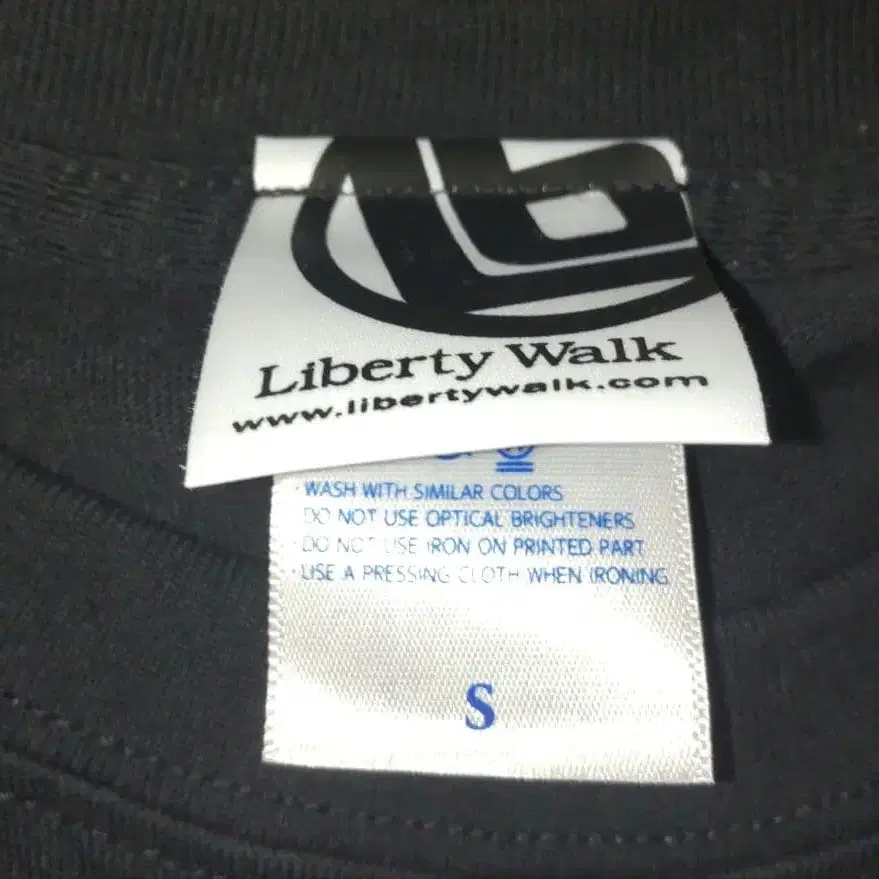 Liberty Walk
www.libertywalk.com
· WASH WITH SIMILAR COLORS
DO NOT USE OPTICAL BRIGHTENERS
· DO NOT USE IRON ON PRINTED PART
· USE A PRESSING CLOTH WHEN IRONING
S